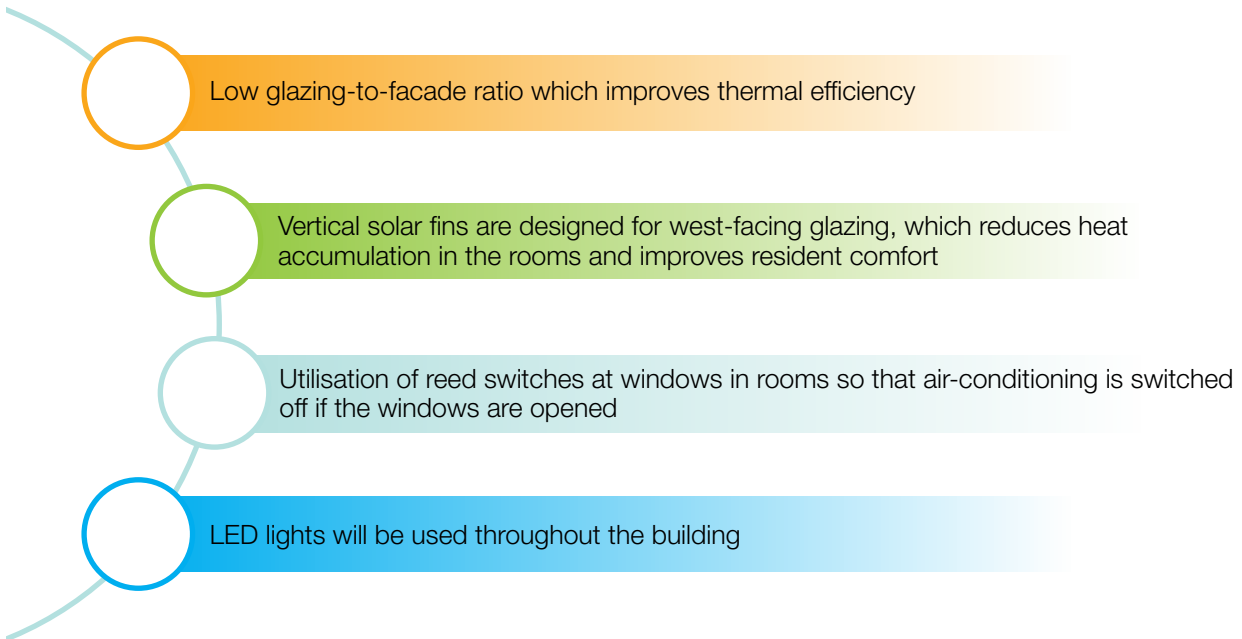 Low glazing-to-facade ratio which improves thermal efficiency
Vertical solar fins are designed for west-facing glazing, which reduces heat
accumulation in the rooms and improves resident comfort
Utilisation of reed switches at windows in rooms so that air-conditioning is switched
off if the windows are opened
LED lights will be used throughout the building